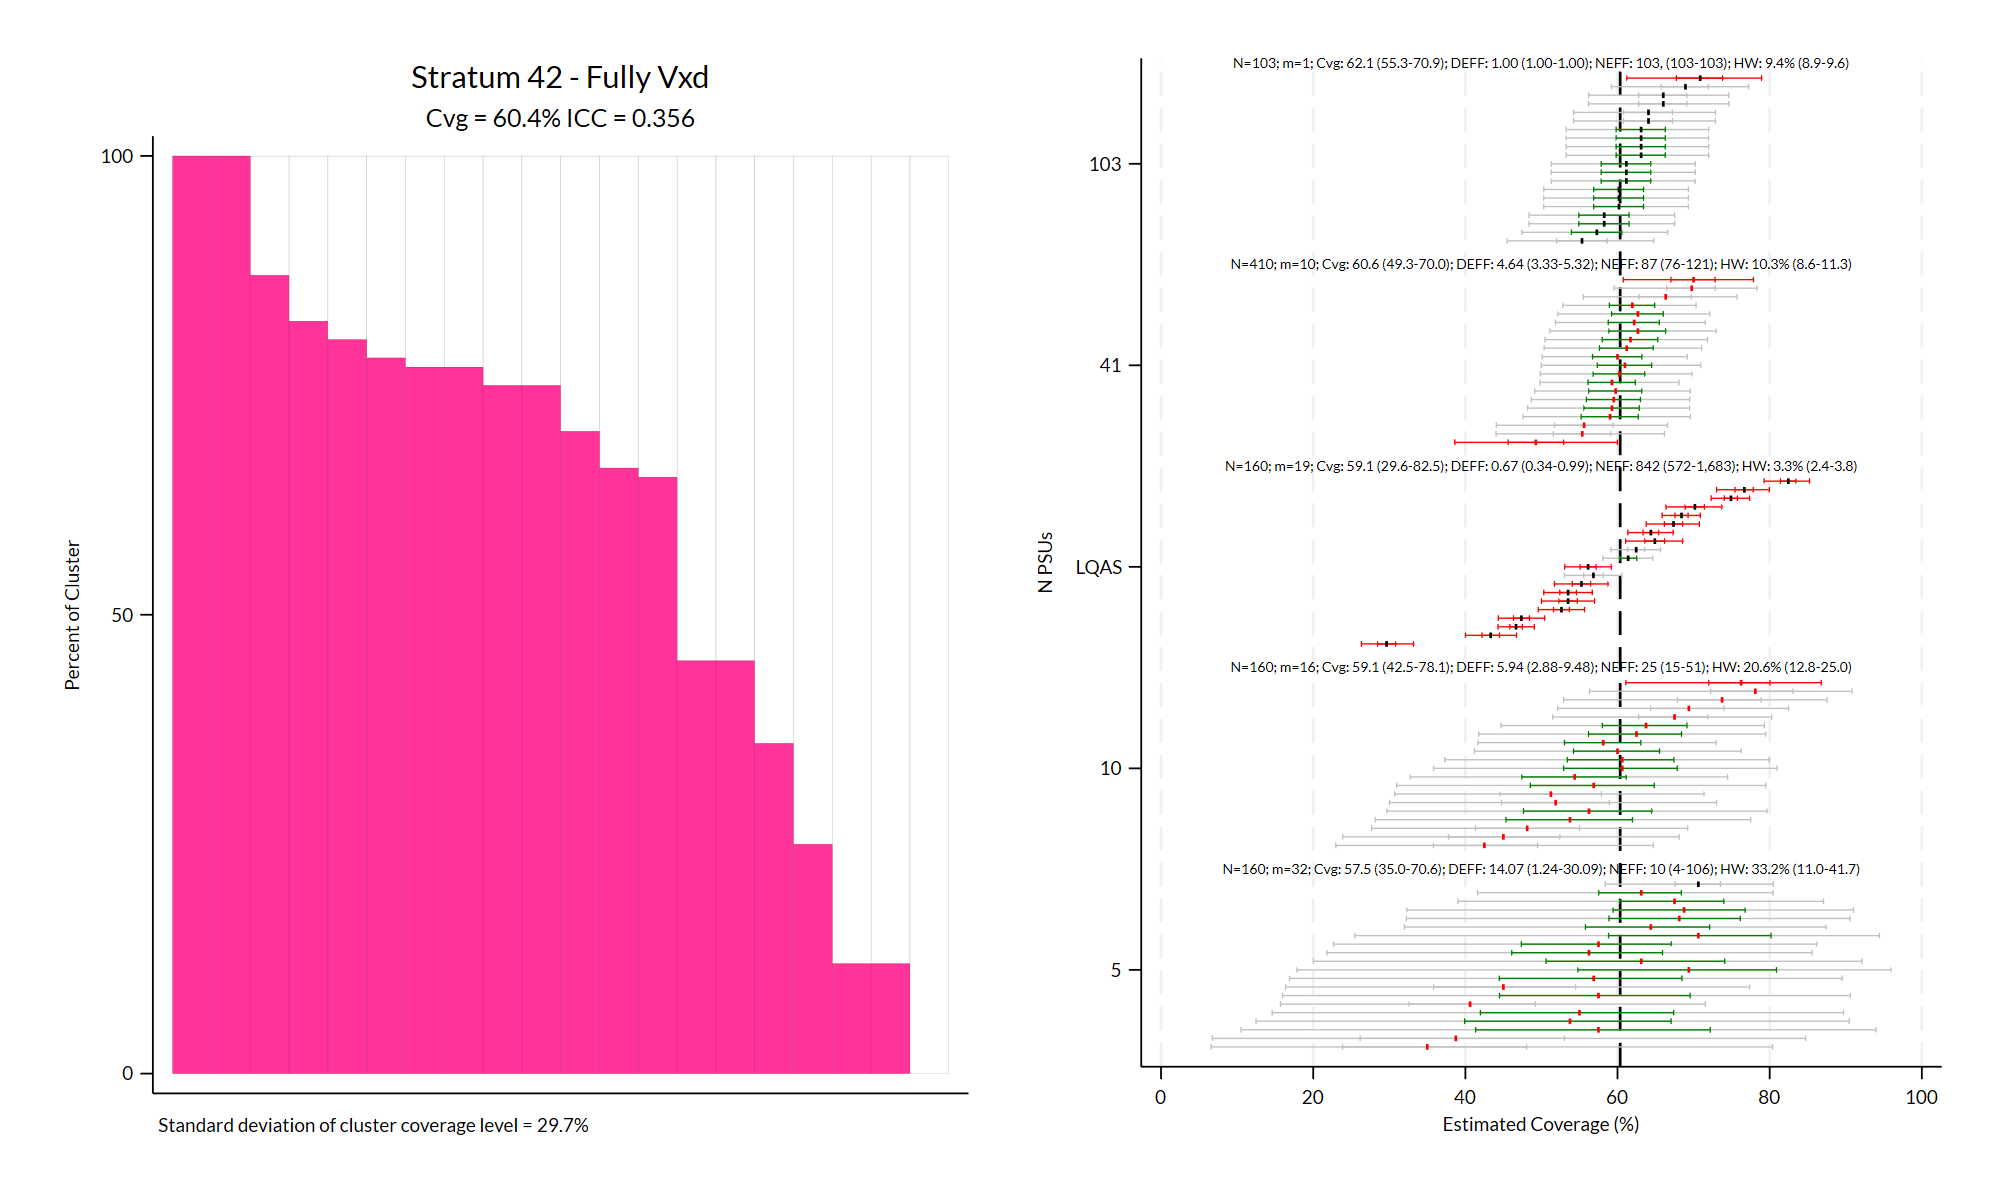 Stratum 42 - Fully Vxd
Cvg = 60.4% ICC = 0.356
Percent of Cluster
100
50
0
Standard deviation of cluster coverage level = 29.7%
N PSUs
N=103; m=1; Cvg: 62.1 (55.3-70.9); DEFF: 1.00 (1.00-1.00); NEFF: 103, (103-103); HW: 9.4% (8.9-9.6)
103
N=410; m=10; Cvg: 60.6 (49.3-70.0); DEFF: 4.64 (3.33-5.32); NEFF: 87 (76-121); HW: 10.3% (8.6-11.3)
41
N=160; m=19; Cvg: 59.1 (29.6-82.5); DEFF: 0.67 (0.34-0.99); NEFF: 842 (572-1,683); HW: 3.3% (2.4-3.8)
LQAS
N=160; m=16; Cvg: 59.1 (42.5-78.1); DEFF: 5.94 (2.88-9.48); NEFF: 25 (15-51); HW: 20.6% (12.8-25.0)
10
N=160; m=32; Cvg: 57.5 (35.0-70.6); DEFF: 14.07 (1.24-30.09); NEFF: 10 (4-106); HW: 33.2% (11.0-41.7)
5
0 20 40 60 80 100
Estimated Coverage (%)